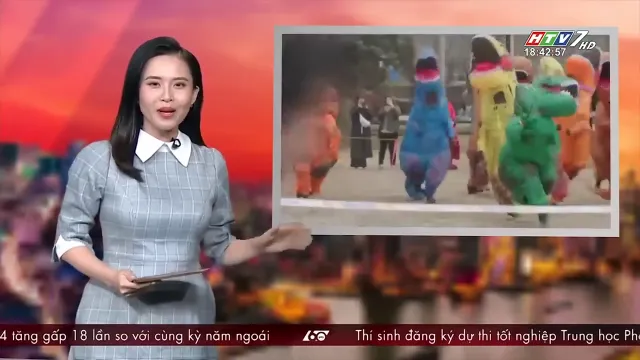 HTV7 HD
18:42:57
4 tăng gấp 18 lần so với cùng kỳ năm ngoái
60
Thí sinh đăng ký dự thi tốt nghiệp Trung học Ph